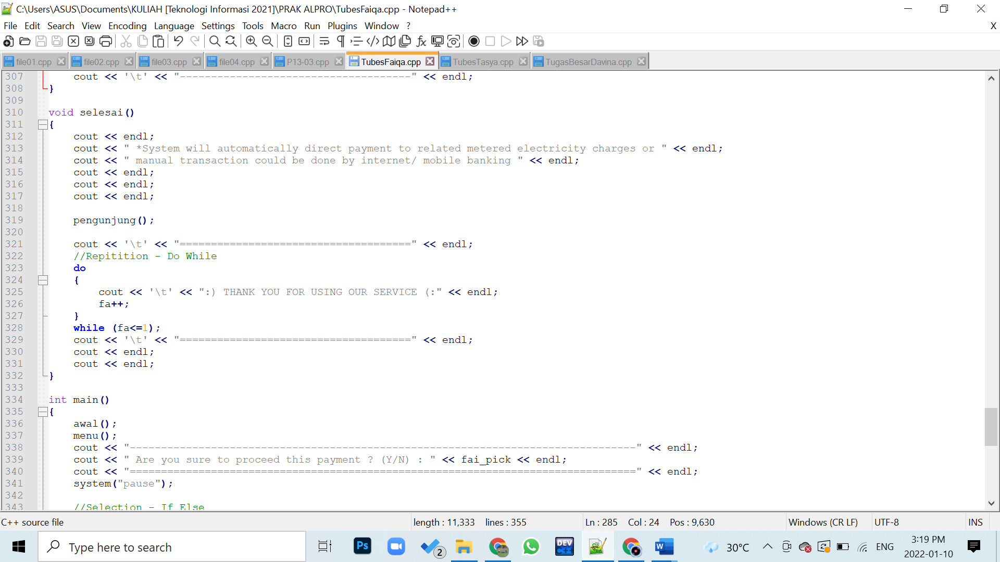 C:\Users\ASUS\Documents\KULIAH [Teknologi Informasi 2021]\PRAK ALPRO\TubesFaiqa.cpp - Notepad++
File Edit Search View Encoding Language Settings Tools Macro Run Plugins Window ? X
file01.cpp file02.cpp file03.cpp file04.cpp P13-03.cpp TubesFaiqa.cpp TubesTasya.cpp TugasBesarDavina.cpp
307 cout << '\t' << "-------------------------------------" << endl;
308 }
309
310 void selesai()
311 {
312 cout << endl;
313 cout << " *System will automatically direct payment to related metered electricity charges or " << endl;
314 cout << " manual transaction could be done by internet/ mobile banking " << endl;
315 cout << endl;
316 cout << endl;
317 cout << endl;
318
319 pengunjung();
320
321 cout << '\t' << "=====================================" << endl;
322 //Repitition - Do While
323 do
324 {
325 cout << '\t' << ":) THANK YOU FOR USING OUR SERVICE (:" << endl;
326 fa++;
327 }
328 while (fa<=1);
329 cout << '\t' << "=====================================" << endl;
330 cout << endl;
331 cout << endl;
332 }
333
334 int main()
335 {
336 awal();
337 menu();
338 cout << "---------------------------------------------------------------------------------" << endl;
339 cout << " Are you sure to proceed this payment ? (Y/N) : " << fai_pick << endl;
340 cout << "=================================================================================" << endl;
341 system("pause");
342
343 //Selection - If Else
C++ source file length : 11,333 lines : 355 Ln : 285 Col : 24 Pos : 9,630 Windows (CR LF) UTF-8 INS
Type here to search Ps 2 DEV C++ W 30°C ENG 3:19 PM
2022-01-10